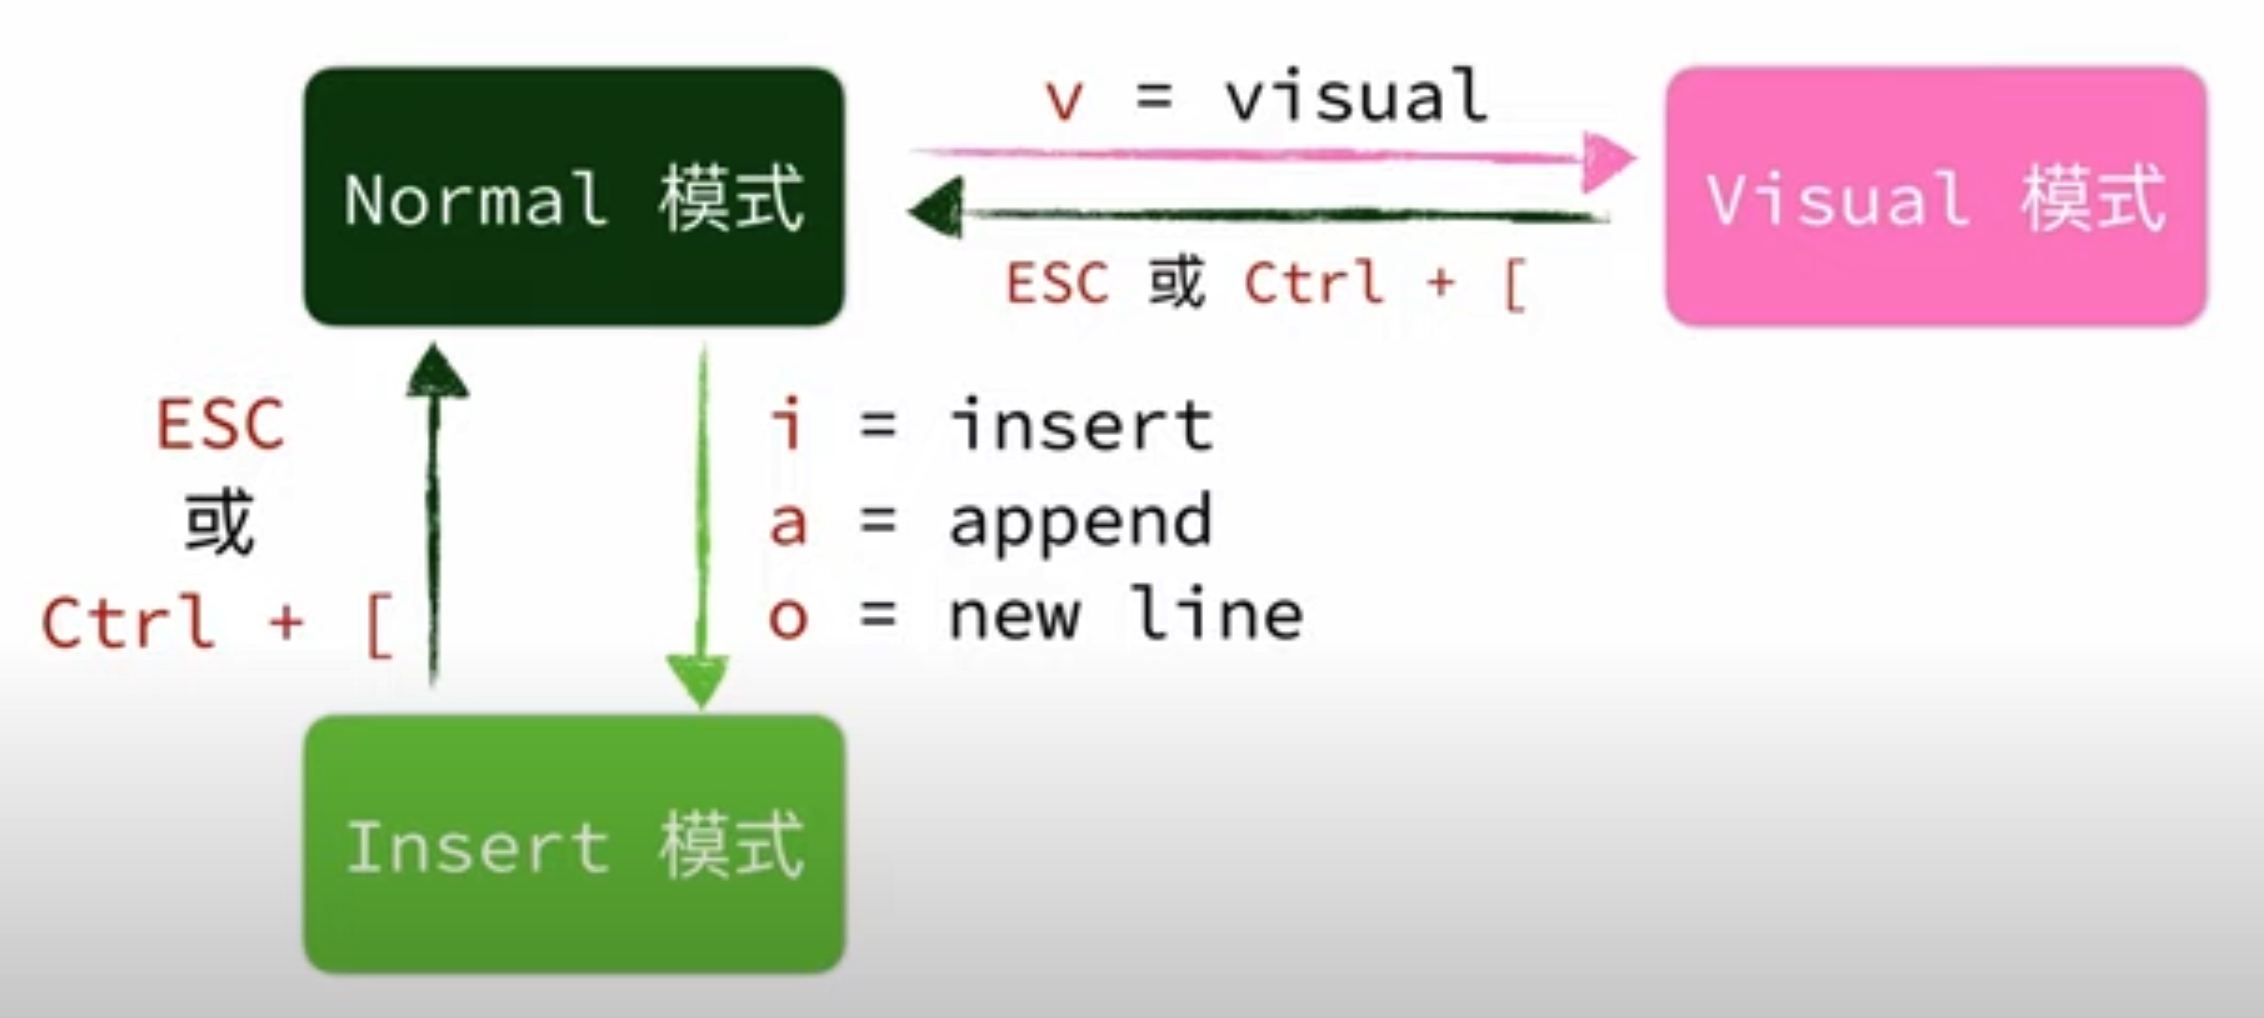 v = visual
Normal 模式
Visual 模式
ESC 或 Ctrl + [
ESC
或
Ctrl + [
i = insert
a = append
o = new line
Insert 模式